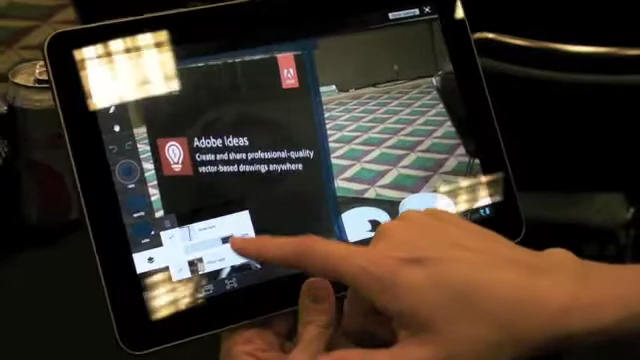 Adobe Ideas
Create and share professional-quality
vector-based drawings anywhere